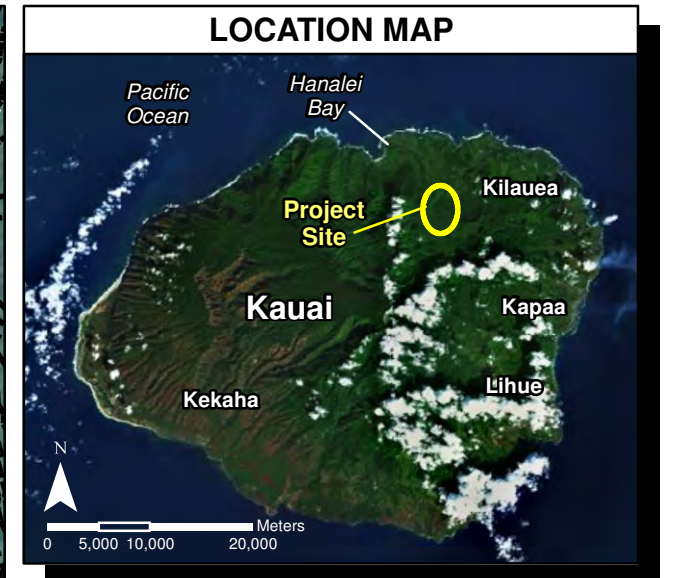 LOCATION MAP
Pacific
Ocean
Hanalei
Bay
Kilauea
Project
Site
Kauai
Kapaa
Lihue
Kekaha
N
Meters
0 5,000 10,000 20,000